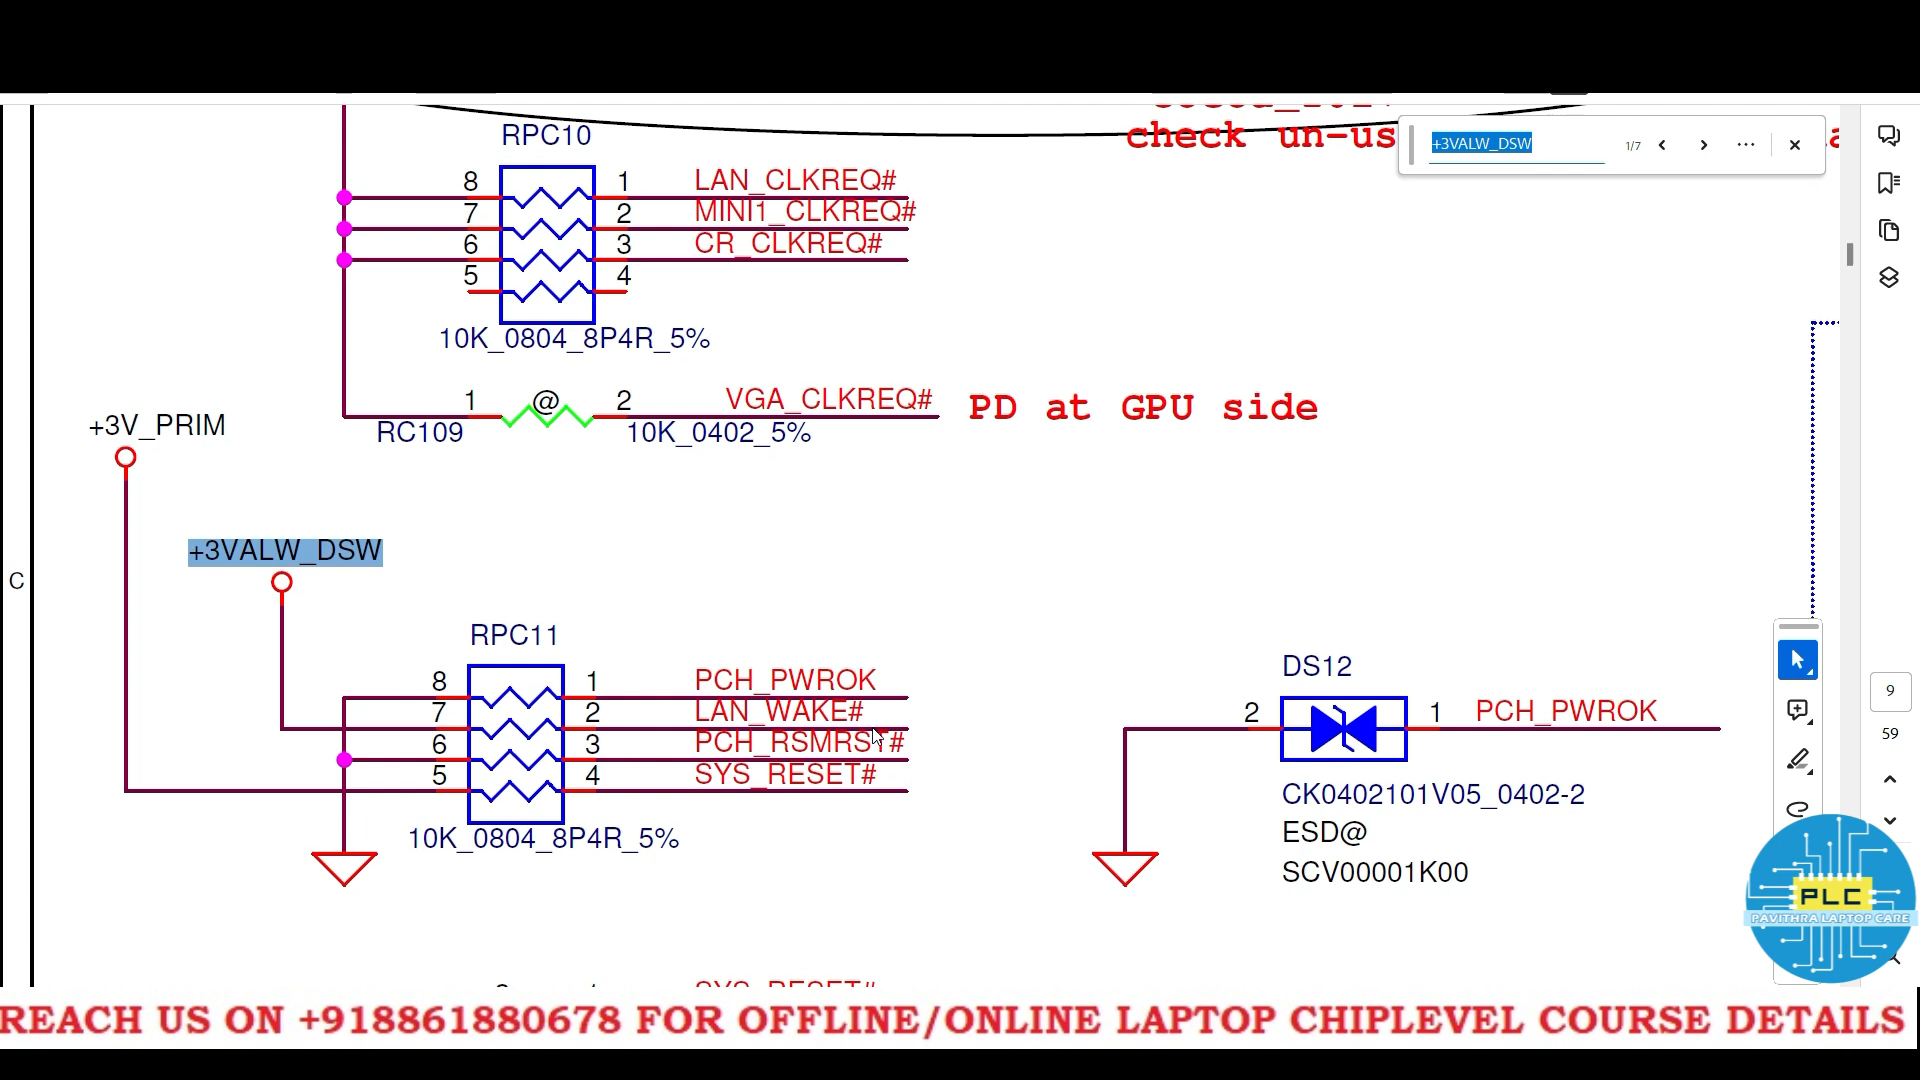 RPC10
check un-us
+3VALW_DSW
1/7
8 1 LAN_CLKREQ#
7 2 MINI1_CLKREQ#
6 3 CR_CLKREQ#
5 4
10K_0804_8P4R_5%
1 @ 2 VGA_CLKREQ# PD at GPU side
RC109 10K_0402_5%
+3V_PRIM
+3VALW_DSW
C
RPC11
8 1 PCH_PWROK
7 2 LAN_WAKE#
6 3 PCH_RSMRST#
5 4 SYS_RESET#
10K_0804_8P4R_5%
DS12
2 1 PCH_PWROK
CK0402101V05_0402-2
ESD@
SCV00001K00
9
59
SYS_RESET#
PLC
PAVITHRA LAPTOP CARE
REACH US ON +918861880678 FOR OFFLINE/ONLINE LAPTOP CHIPLEVEL COURSE DETAILS